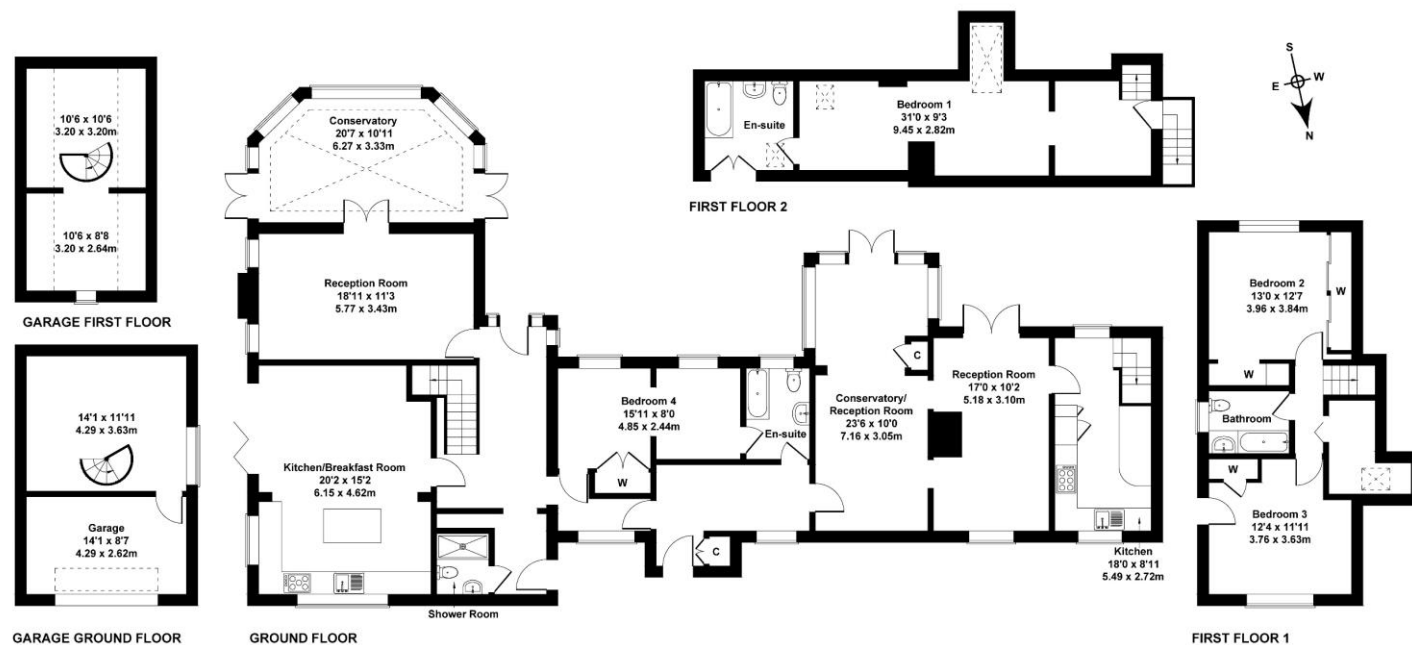 10'6 x 10'6
3.20 x 3.20m
10'6 x 8'8
3.20 x 2.64m
GARAGE FIRST FLOOR
14'1 x 11'11
4.29 x 3.63m
Garage
14'1 x 8'7
4.29 x 2.62m
GARAGE GROUND FLOOR
Conservatory
20'7 x 10'11
6.27 x 3.33m
Reception Room
18'11 x 11'3
5.77 x 3.43m
Kitchen/Breakfast Room
20'2 x 15'2
6.15 x 4.62m
Shower Room
Bedroom 4
15'11 x 8'0
4.85 x 2.44m
W
En-suite
C
Conservatory/
Reception Room
23'6 x 10'0
7.16 x 3.05m
C
Reception Room
17'0 x 10'2
5.18 x 3.10m
Kitchen
18'0 x 8'11
5.49 x 2.72m
GROUND FLOOR
En-suite
Bedroom 1
31'0 x 9'3
9.45 x 2.82m
FIRST FLOOR 2
S
E
W
N
Bedroom 2
13'0 x 12'7
3.96 x 3.84m
W
W
Bathroom
W
Bedroom 3
12'4 x 11'11
3.76 x 3.63m
FIRST FLOOR 1